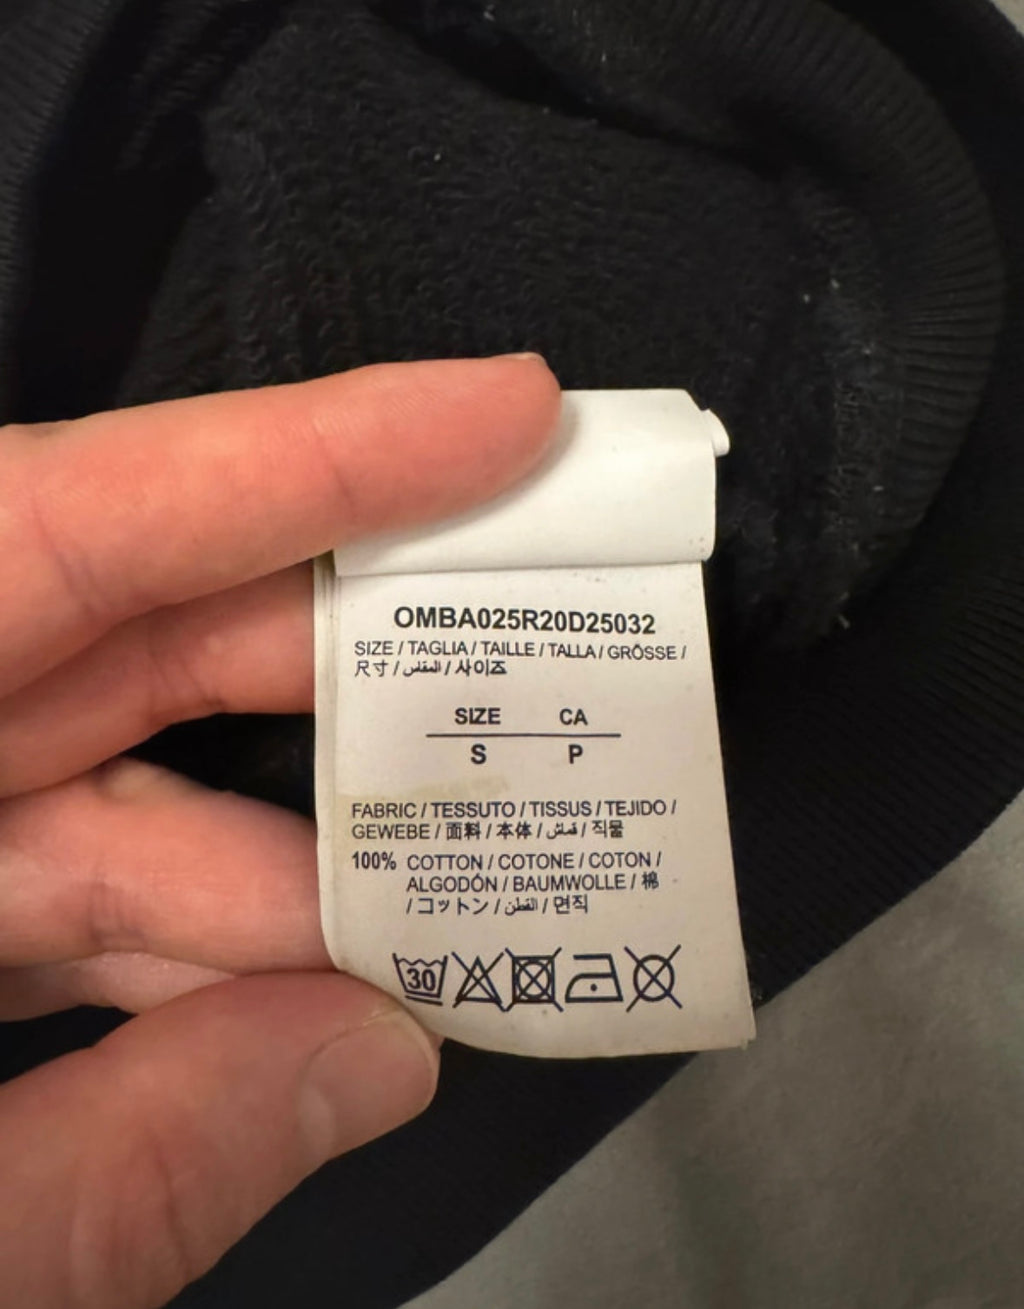 OMBA025R20D25032
SIZE / TAGLIA / TAILLE / TALLA / GRÖSSE /
尺寸 / المقاس / 사이즈
SIZE CA
S P
FABRIC / TESSUTO / TISSUS / TEJIDO /
GEWEBE / 面料 / 本体 / قماش / 직물
100% COTTON / COTONE / COTON /
ALGODÓN / BAUMWOLLE / 棉
/ コットン / القطن / 면직
30